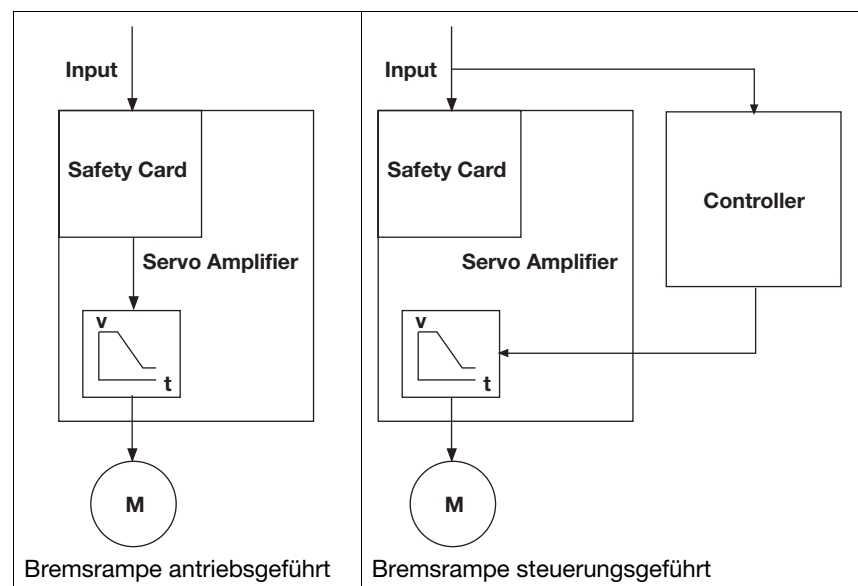 Input
Safety Card
Servo Amplifier
v
t
M
Bremsrampe antriebsgeführt
Input
Safety Card
Controller
Servo Amplifier
v
t
M
Bremsrampe steuerungsgeführt